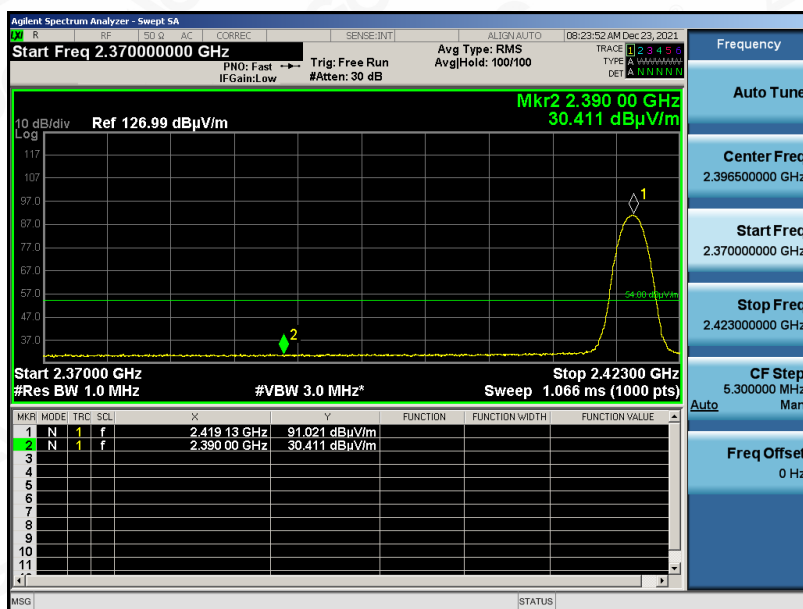 Agilent Spectrum Analyzer - Swept SA
LXI R RF 50 Ω AC CORREC SENSE:INT ALIGN AUTO 08:23:52 AM Dec 23, 2021
Start Freq 2.370000000 GHz
PNO: Fast
IFGain:Low
Trig: Free Run
#Atten: 30 dB
Avg Type: RMS
Avg|Hold: 100/100
TRACE 1 2 3 4 5 6
TYPE A WWWWW
DET A N N N N N
Mkr2 2.390 00 GHz
30.411 dBµV/m
10 dB/div Ref 126.99 dBµV/m
Log
117
107
97.0
87.0
77.0
67.0
57.0
47.0
37.0
1
2
54.00 dBµV/m
Start 2.37000 GHz Stop 2.42300 GHz
#Res BW 1.0 MHz #VBW 3.0 MHz* Sweep 1.066 ms (1000 pts)
MKR MODE TRC SCL X Y FUNCTION FUNCTION WIDTH FUNCTION VALUE
1 N 1 f 2.419 13 GHz 91.021 dBµV/m
2 N 1 f 2.390 00 GHz 30.411 dBµV/m
3
4
5
6
7
8
9
10
11
MSG STATUS
Frequency
Auto Tune
Center Freq
2.396500000 GHz
Start Freq
2.370000000 GHz
Stop Freq
2.423000000 GHz
CF Step
5.300000 MHz
Auto Man
Freq Offset
0 Hz